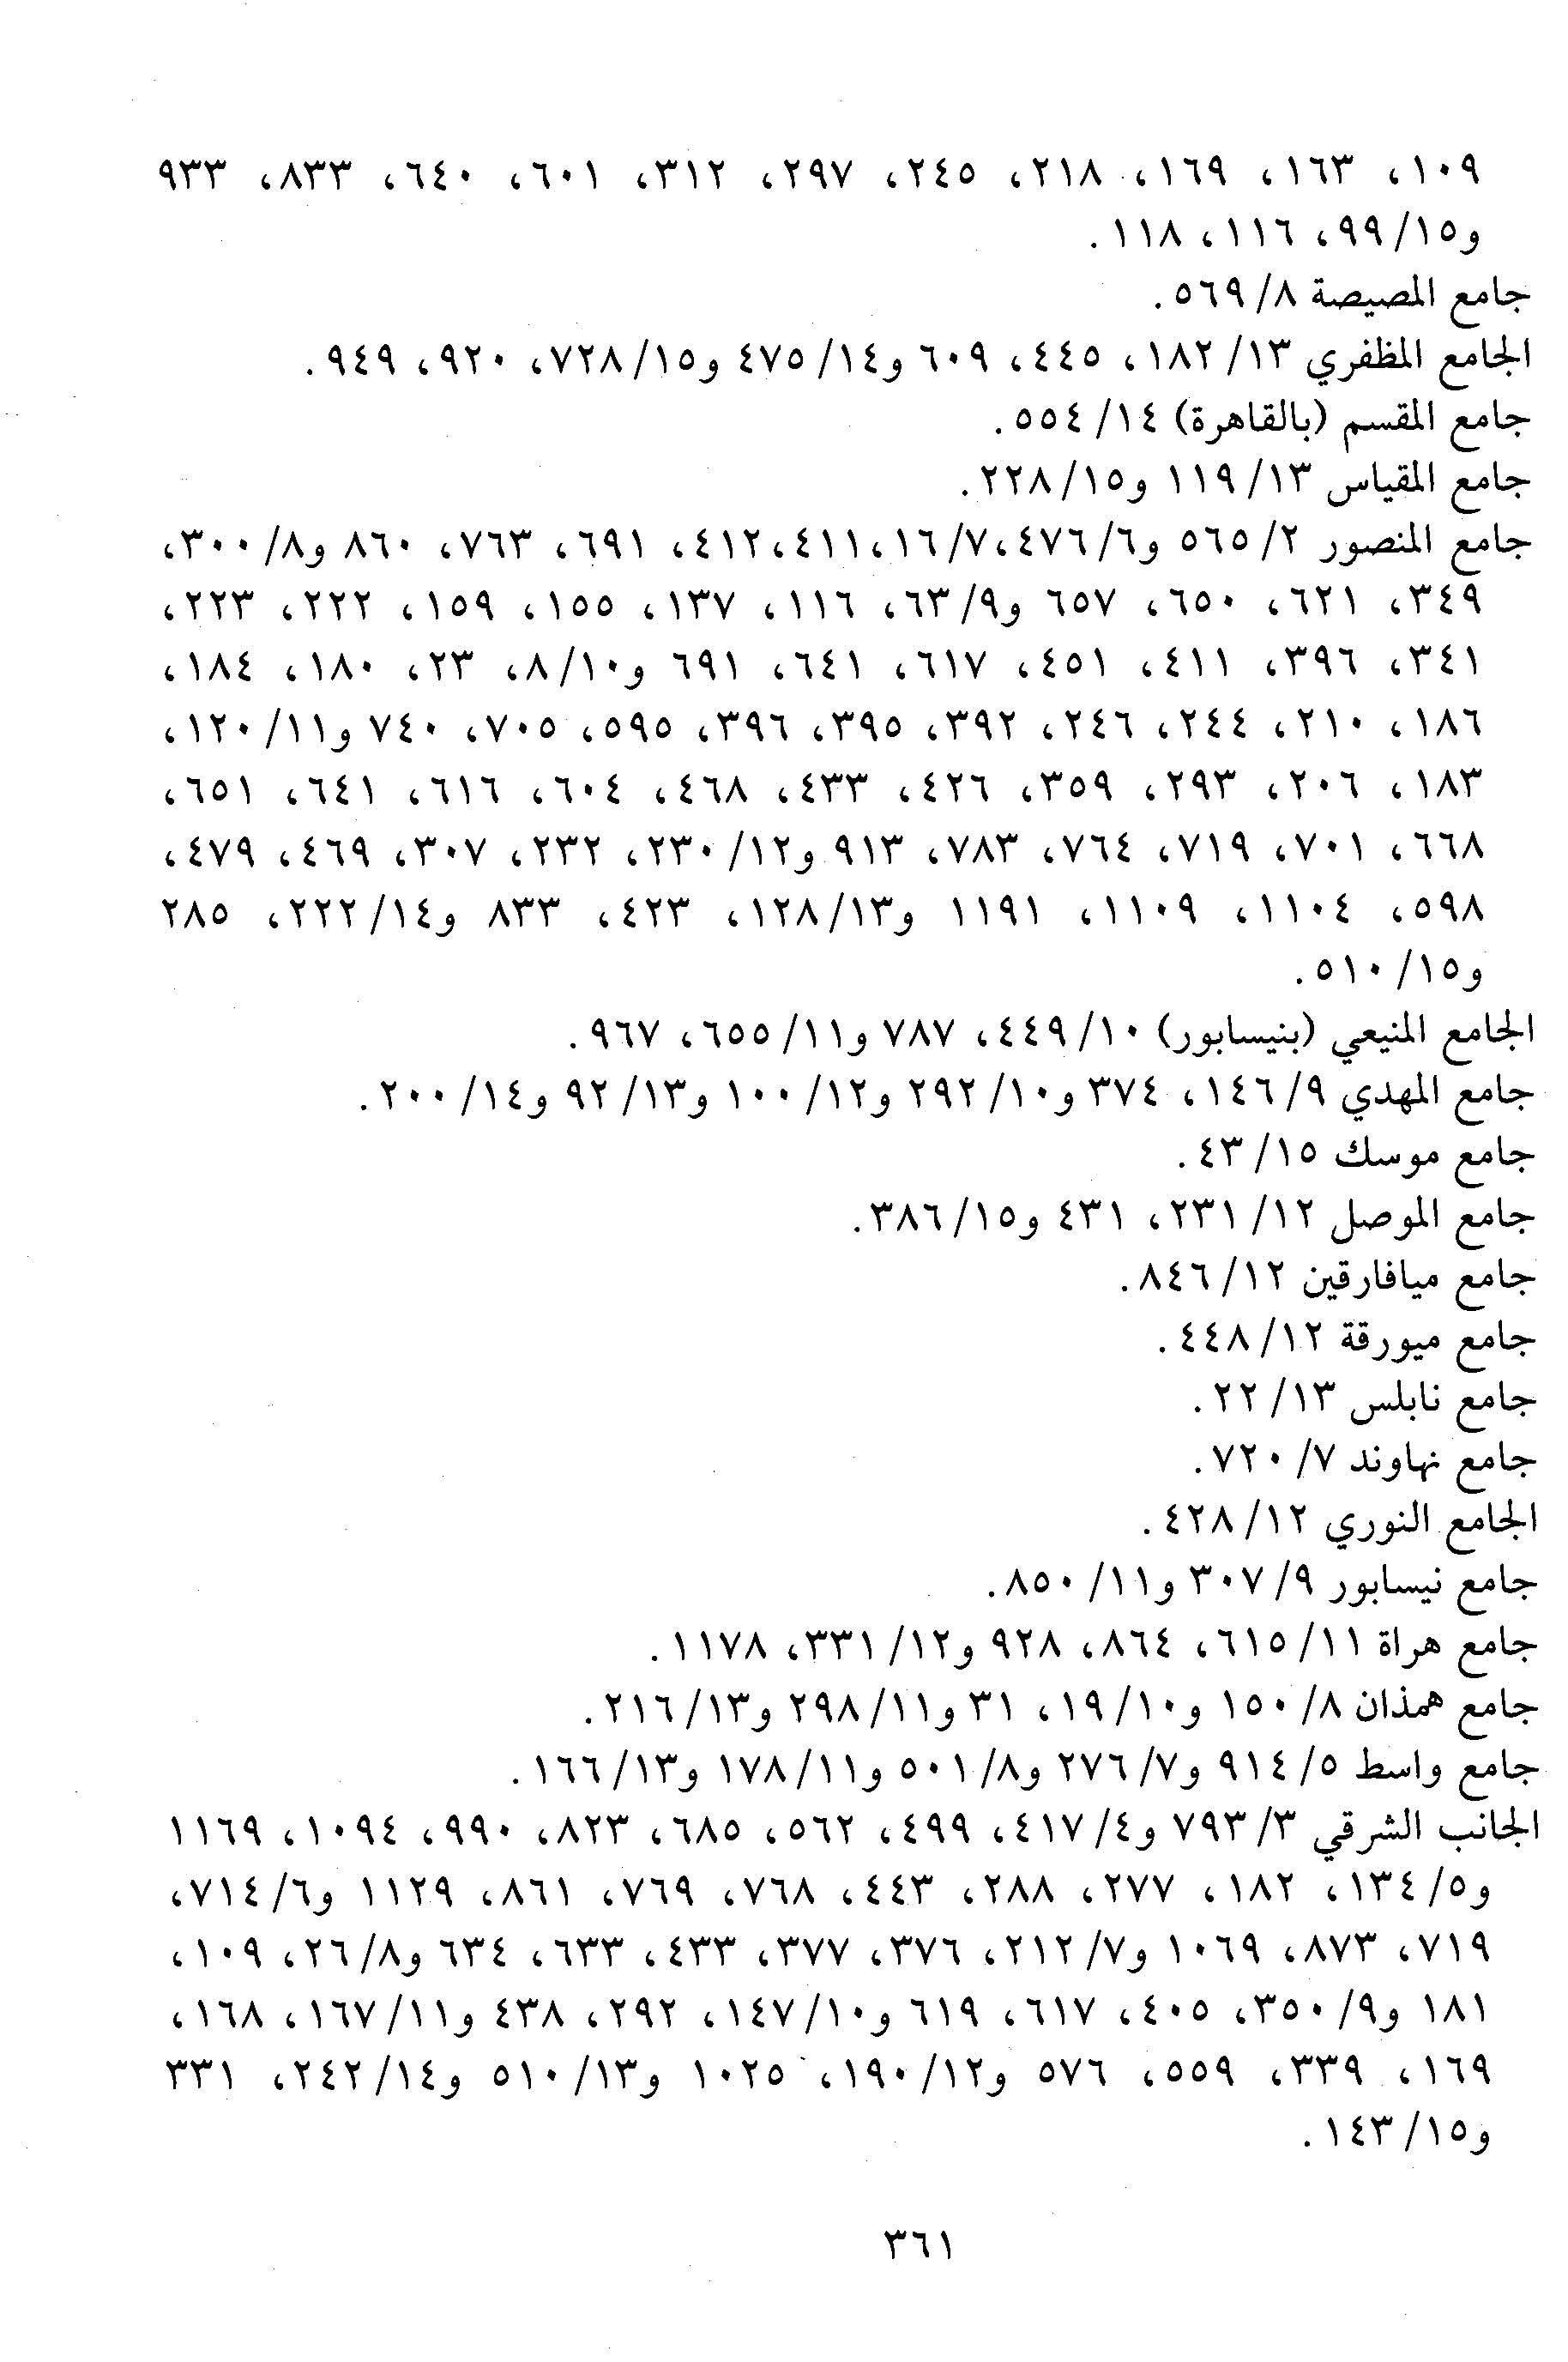 ١٠٩، ١٦٣، ١٦٩، ٢١٨، ٢٤٥، ٢٩٧، ٣١٢، ٦٠١، ٦٤٠، ٨٣٣، ٩٣٣
و١٥/ ٩٩، ١١٦، ١١٨.
جامع المصيصة ٨/ ٥٦٩.
الجامع المظفري ١٣/ ١٨٢، ٤٤٥، ٦٠٩ و١٤/ ٤٧٥ و١٥/ ٧٢٨، ٩٢٠، ٩٤٩.
جامع المقسم (بالقاهرة) ١٤/ ٥٥٤.
جامع المقياس ١٣/ ١١٩ و١٥/ ٢٢٨.
جامع المنصور ٢/ ٥٦٥ و٦/ ٤٧٦،٧/ ١٦،٤١١،٤١٢، ٦٩١، ٧٦٣، ٨٦٠ و٨/ ٣٠٠،
٣٤٩، ٦٢١، ٦٥٠، ٦٥٧ و٩/ ٦٣، ١١٦، ١٣٧، ١٥٥، ١٥٩، ٢٢٢، ٢٢٣،
٣٤١، ٣٩٦، ٤١١، ٤٥١، ٦١٧، ٦٤١، ٦٩١ و١٠/ ٨، ٢٣، ١٨٠، ١٨٤،
١٨٦، ٢١٠، ٢٤٤، ٢٤٦، ٣٩٢، ٣٩٥، ٣٩٦، ٥٩٥، ٧٠٥، ٧٤٠ و١١/ ١٢٠،
١٨٣، ٢٠٦، ٢٩٣، ٣٥٩، ٤٢٦، ٤٣٣، ٤٦٨، ٦٠٤، ٦١٦، ٦٤١، ٦٥١،
٦٦٨، ٧٠١، ٧١٩، ٧٦٤، ٧٨٣، ٩١٣ و١٢/ ٢٣٠، ٢٣٢، ٣٠٧، ٤٦٩، ٤٧٩،
٥٩٨، ١١٠٤، ١١٠٩، ١١٩١ و١٣/ ١٢٨، ٤٢٣، ٨٣٣ و١٤/ ٢٢٢، ٢٨٥
و١٥/ ٥١٠.
الجامع المنيعي (بنيسابور) ١٠/ ٤٤٩، ٧٨٧ و١١/ ٦٥٥، ٩٦٧.
جامع المهدي ٩/ ١٤٦، ٣٧٤ و١٠/ ٢٩٢ و١٢/ ١٠٠ و١٣/ ٩٢ و١٤/ ٢٠٠.
جامع موسك ١٥/ ٤٣.
جامع الموصل ١٢/ ٢٣١، ٤٣١ و١٥/ ٣٨٦.
جامع ميافارقين ١٢/ ٨٤٦.
جامع ميورقة ١٢/ ٤٤٨.
جامع نابلس ١٣/ ٢٢.
جامع نهاوند ٧/ ٧٢٠.
الجامع النوري ١٢/ ٤٢٨.
جامع نيسابور ٩/ ٣٠٧ و١١/ ٨٥٠.
جامع هراة ١١/ ٦١٥، ٨٦٤، ٩٢٨ و١٢/ ٣٣١، ١١٧٨.
جامع همذان ٨/ ١٥٠ و١٠/ ١٩، ٣١ و١١/ ٢٩٨ و١٣/ ٢١٦.
جامع واسط ٥/ ٩١٤ و٧/ ٢٧٦ و٨/ ٥٠١ و١١/ ١٧٨ و١٣/ ١٦٦.
الجانب الشرقي ٣/ ٧٩٣ و٤/ ٤١٧، ٤٩٩، ٥٦٢، ٦٨٥، ٨٢٣، ٩٩٠، ١٠٩٤، ١١٦٩
و٥/ ١٣٤، ١٨٢، ٢٧٧، ٢٨٨، ٤٤٣، ٧٦٨، ٧٦٩، ٨٦١، ١١٢٩ و٦/ ٧١٤،
٧١٩، ٨٧٣، ١٠٦٩ و٧/ ٢١٢، ٣٧٦، ٣٧٧، ٤٣٣، ٦٣٣، ٦٣٤ و٨/ ٢٦، ١٠٩،
١٨١ و٩/ ٣٥٠، ٤٠٥، ٦١٧، ٦١٩ و١٠/ ١٤٧، ٢٩٢، ٤٣٨ و١١/ ١٦٧، ١٦٨،
١٦٩، ٣٣٩، ٥٥٩، ٥٧٦ و١٢/ ١٩٠، ١٠٢٥ و١٣/ ٥١٠ و١٤/ ٢٤٢، ٣٣١
و١٥/ ١٤٣.
٣٦١